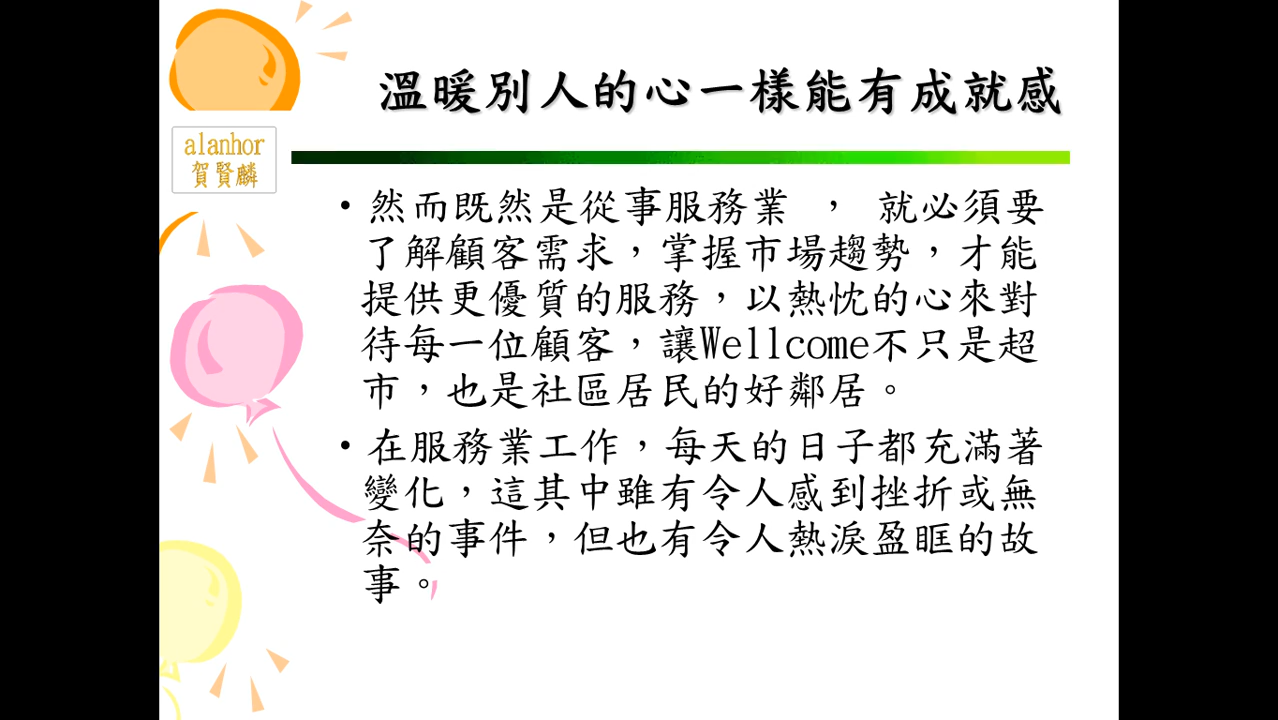 溫暖別人的心一樣能有成就感
alanhor
賀賢麟
•然而既然是從事服務業 , 就必須要
了解顧客需求，掌握市場趨勢，才能
提供更優質的服務，以熱忱的心來對
待每一位顧客，讓Wellcome不只是超
市，也是社區居民的好鄰居。
•在服務業工作，每天的日子都充滿著
變化，這其中雖有令人感到挫折或無
奈的事件，但也有令人熱淚盈眶的故
事。